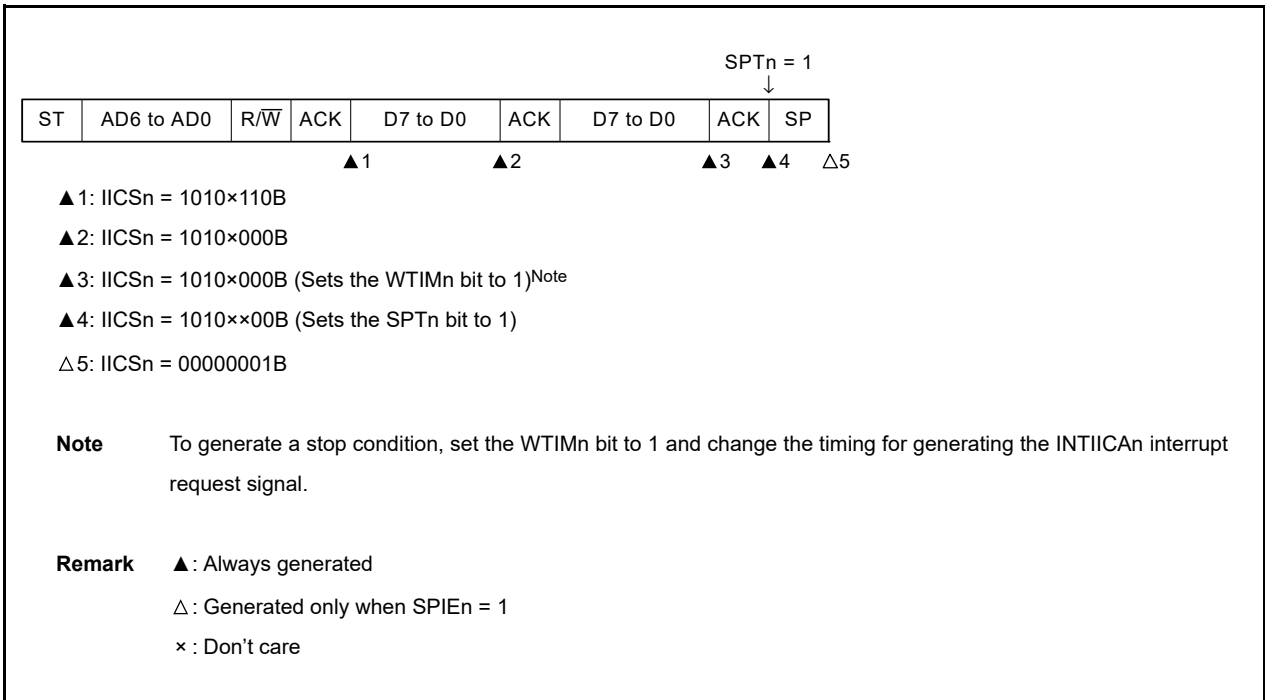 SPTn = 1
↓
ST AD6 to AD0 R/W̅ ACK D7 to D0 ACK D7 to D0 ACK SP
▲1 ▲2 ▲3 ▲4 △5
▲1: IICSn = 1010×110B
▲2: IICSn = 1010×000B
▲3: IICSn = 1010×000B (Sets the WTIMn bit to 1)Note
▲4: IICSn = 1010××00B (Sets the SPTn bit to 1)
△5: IICSn = 00000001B
Note To generate a stop condition, set the WTIMn bit to 1 and change the timing for generating the INTIICAn interrupt
request signal.
Remark ▲: Always generated
△: Generated only when SPIEn = 1
× : Don't care